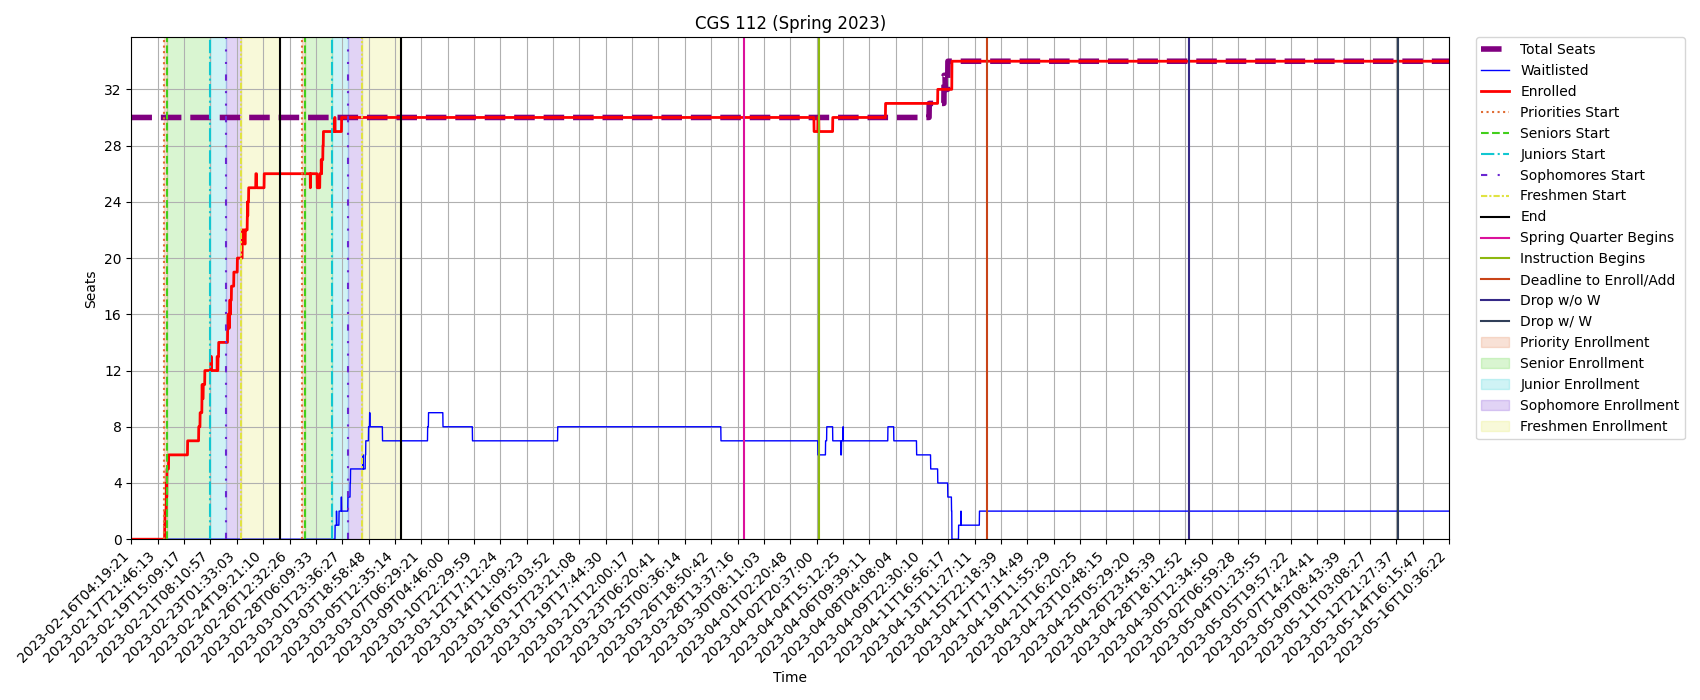 CGS 112 (Spring 2023)
Seats
32
28
24
20
16
12
8
4
0
2023-02-16T04:19:21
2023-02-17T21:46:13
2023-02-19T15:09:17
2023-02-21T08:10:57
2023-02-23T01:33:03
2023-02-24T19:21:10
2023-02-26T12:32:26
2023-02-28T06:09:33
2023-03-01T23:36:27
2023-03-03T18:58:48
2023-03-05T12:35:14
2023-03-07T06:29:21
2023-03-09T04:46:00
2023-03-10T22:29:59
2023-03-12T17:12:24
2023-03-14T11:09:23
2023-03-16T05:03:52
2023-03-17T23:21:08
2023-03-19T17:44:30
2023-03-21T12:00:17
2023-03-23T06:20:41
2023-03-25T00:36:14
2023-03-26T18:50:42
2023-03-28T13:37:16
2023-03-30T08:11:03
2023-04-01T02:20:48
2023-04-02T20:37:00
2023-04-04T15:12:25
2023-04-06T09:39:11
2023-04-08T04:08:04
2023-04-09T22:30:16
2023-04-11T16:56:17
2023-04-13T11:27:11
2023-04-15T22:18:39
2023-04-17T17:14:49
2023-04-19T11:55:29
2023-04-21T16:20:25
2023-04-23T10:48:15
2023-04-25T05:29:20
2023-04-26T23:45:39
2023-04-28T18:12:52
2023-04-30T12:34:50
2023-05-02T06:59:28
2023-05-04T01:23:55
2023-05-05T19:57:22
2023-05-07T14:24:41
2023-05-09T08:43:39
2023-05-11T03:08:27
2023-05-12T21:27:37
2023-05-14T16:15:47
2023-05-16T10:36:22
Time
Total Seats
Waitlisted
Enrolled
Priorities Start
Seniors Start
Juniors Start
Sophomores Start
Freshmen Start
End
Spring Quarter Begins
Instruction Begins
Deadline to Enroll/Add
Drop w/o W
Drop w/ W
Priority Enrollment
Senior Enrollment
Junior Enrollment
Sophomore Enrollment
Freshmen Enrollment